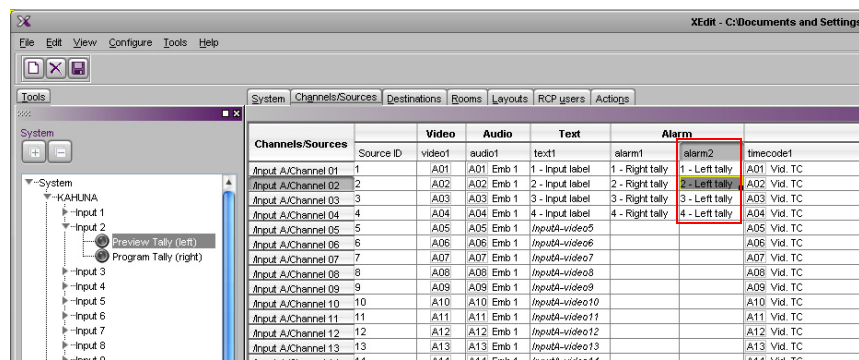 XEdit - C:\Documents and Settings
File Edit View Configure Tools Help
Tools
System Channels/Sources Destinations Rooms Layouts RCP users Actions
System
System
KAHUNA
Input 1
Input 2
Preview Tally (left)
Program Tally (right)
Input 3
Input 4
Input 5
Input 6
Input 7
Input 8
Channels/Sources Video Audio Text Alarm
Source ID video1 audio1 text1 alarm1 alarm2 timecode1
/Input A/Channel 01 1 A01 A01 Emb 1 1 - Input label 1 - Right tally 1 - Left tally A01 Vid. TC
/Input A/Channel 02 2 A02 A02 Emb 1 2 - Input label 2 - Right tally 2 - Left tally A02 Vid. TC
/Input A/Channel 03 3 A03 A03 Emb 1 3 - Input label 3 - Right tally 3 - Left tally A03 Vid. TC
/Input A/Channel 04 4 A04 A04 Emb 1 4 - Input label 4 - Right tally 4 - Left tally A04 Vid. TC
/Input A/Channel 05 5 A05 A05 Emb 1 InputA-video5 A05 Vid. TC
/Input A/Channel 06 6 A06 A06 Emb 1 InputA-video6 A06 Vid. TC
/Input A/Channel 07 7 A07 A07 Emb 1 InputA-video7 A07 Vid. TC
/Input A/Channel 08 8 A08 A08 Emb 1 InputA-video8 A08 Vid. TC
/Input A/Channel 09 9 A09 A09 Emb 1 InputA-video9 A09 Vid. TC
/Input A/Channel 10 10 A10 A10 Emb 1 InputA-video10 A10 Vid. TC
/Input A/Channel 11 11 A11 A11 Emb 1 InputA-video11 A11 Vid. TC
/Input A/Channel 12 12 A12 A12 Emb 1 InputA-video12 A12 Vid. TC
/Input A/Channel 13 13 A13 A13 Emb 1 InputA-video13 A13 Vid. TC